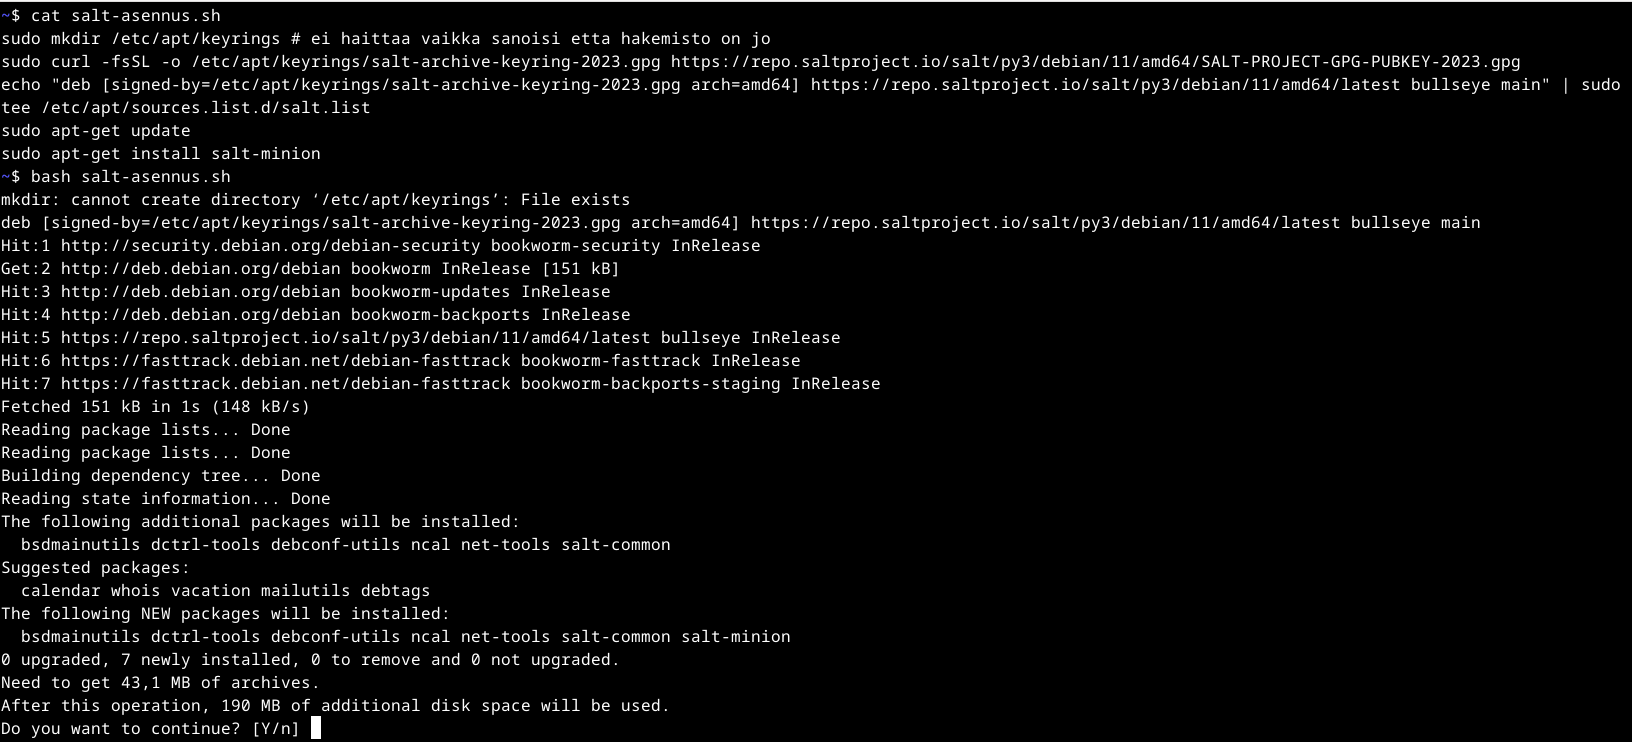 ~$ cat salt-asennus.sh
sudo mkdir /etc/apt/keyrings # ei haittaa vaikka sanoisi etta hakemisto on jo
sudo curl -fsSL -o /etc/apt/keyrings/salt-archive-keyring-2023.gpg https://repo.saltproject.io/salt/py3/debian/11/amd64/SALT-PROJECT-GPG-PUBKEY-2023.gpg
echo "deb [signed-by=/etc/apt/keyrings/salt-archive-keyring-2023.gpg arch=amd64] https://repo.saltproject.io/salt/py3/debian/11/amd64/latest bullseye main" | sudo
tee /etc/apt/sources.list.d/salt.list
sudo apt-get update
sudo apt-get install salt-minion
~$ bash salt-asennus.sh
mkdir: cannot create directory ‘/etc/apt/keyrings’: File exists
deb [signed-by=/etc/apt/keyrings/salt-archive-keyring-2023.gpg arch=amd64] https://repo.saltproject.io/salt/py3/debian/11/amd64/latest bullseye main
Hit:1 http://security.debian.org/debian-security bookworm-security InRelease
Get:2 http://deb.debian.org/debian bookworm InRelease [151 kB]
Hit:3 http://deb.debian.org/debian bookworm-updates InRelease
Hit:4 http://deb.debian.org/debian bookworm-backports InRelease
Hit:5 https://repo.saltproject.io/salt/py3/debian/11/amd64/latest bullseye InRelease
Hit:6 https://fasttrack.debian.net/debian-fasttrack bookworm-fasttrack InRelease
Hit:7 https://fasttrack.debian.net/debian-fasttrack bookworm-backports-staging InRelease
Fetched 151 kB in 1s (148 kB/s)
Reading package lists... Done
Reading package lists... Done
Building dependency tree... Done
Reading state information... Done
The following additional packages will be installed:
  bsdmainutils dctrl-tools debconf-utils ncal net-tools salt-common
Suggested packages:
  calendar whois vacation mailutils debtags
The following NEW packages will be installed:
  bsdmainutils dctrl-tools debconf-utils ncal net-tools salt-common salt-minion
0 upgraded, 7 newly installed, 0 to remove and 0 not upgraded.
Need to get 43,1 MB of archives.
After this operation, 190 MB of additional disk space will be used.
Do you want to continue? [Y/n]